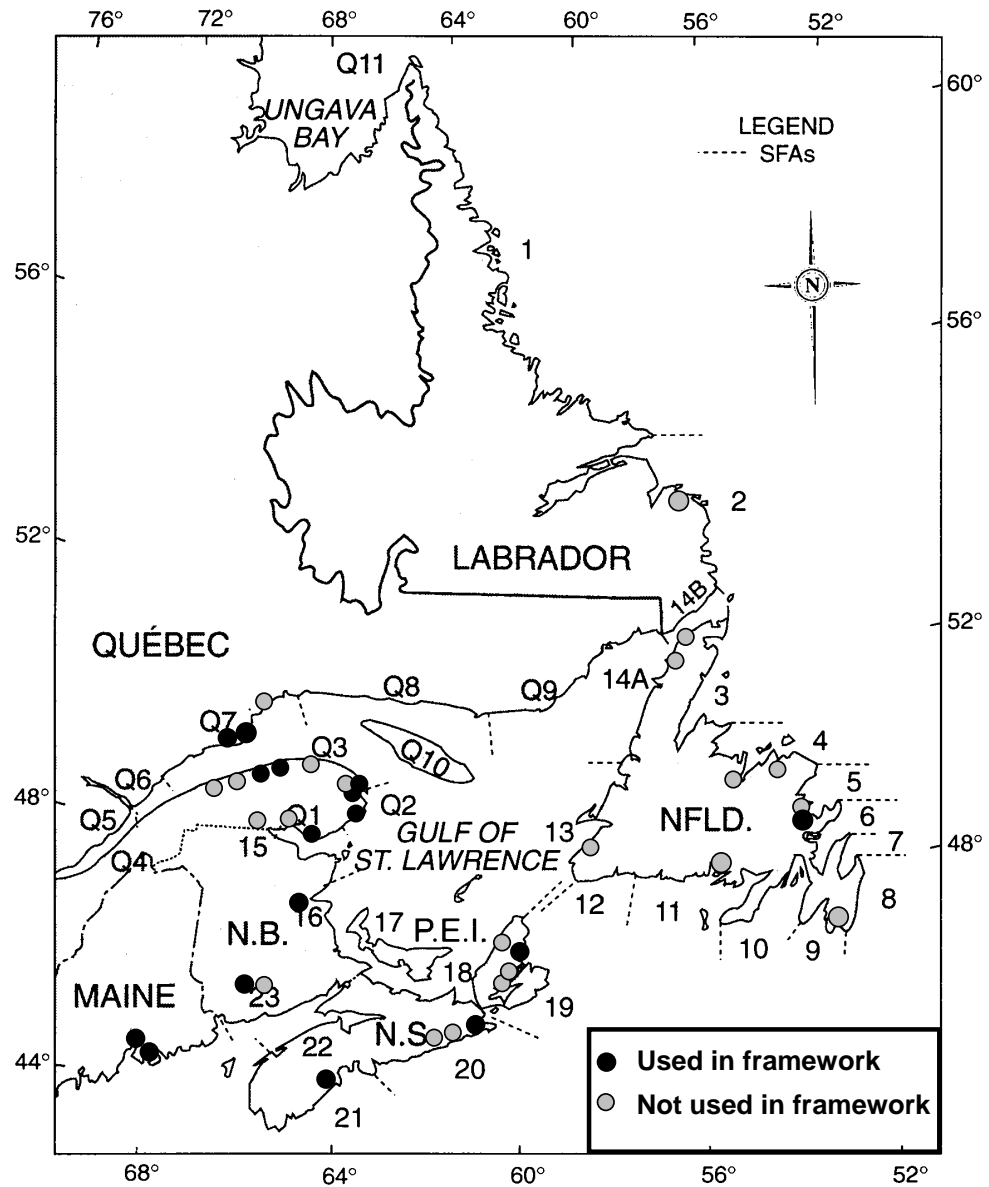 76° 72° 68° 64° 60° 56° 52°
Q11
60°
UNGAVA
BAY
LEGEND
SFAs
1
N
56°
56°
2
52°
LABRADOR
14B
52°
QUÉBEC
14A
3
Q8
Q9
Q7
Q3
Q10
4
Q6
5
48°
Q5
Q1
Q2
NFLD.
6
GULF OF
13
7
15
ST. LAWRENCE
48°
Q4
12
11
8
16
17
P.E.I.
10
9
N.B.
18
23
19
MAINE
22
N.S
44°
20
21
Used in framework
Not used in framework
68° 64° 60° 56° 52°